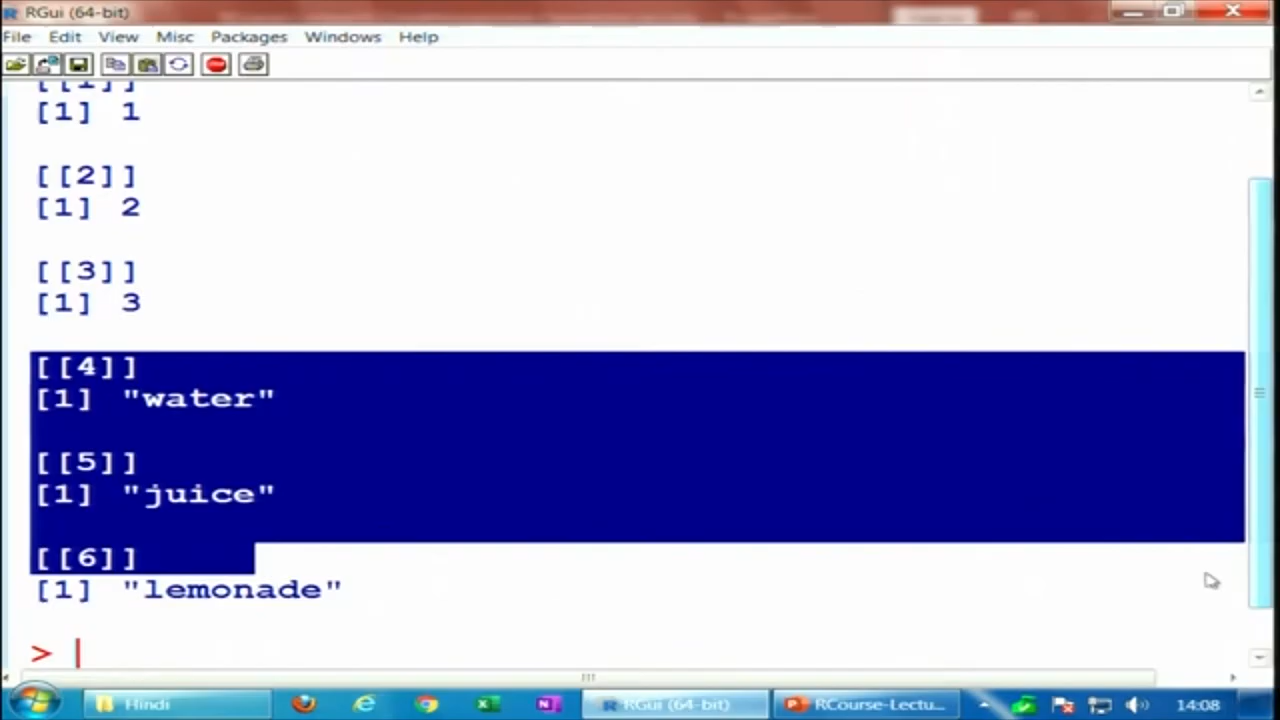 RGui (64-bit)
File Edit View Misc Packages Windows Help
[[1]]
[1] 1
[[2]]
[1] 2
[[3]]
[1] 3
[[4]]
[1] "water"
[[5]]
[1] "juice"
[[6]]
[1] "lemonade"
>
Hindi RGui (64-bit) RCourse-Lectu... 14:08